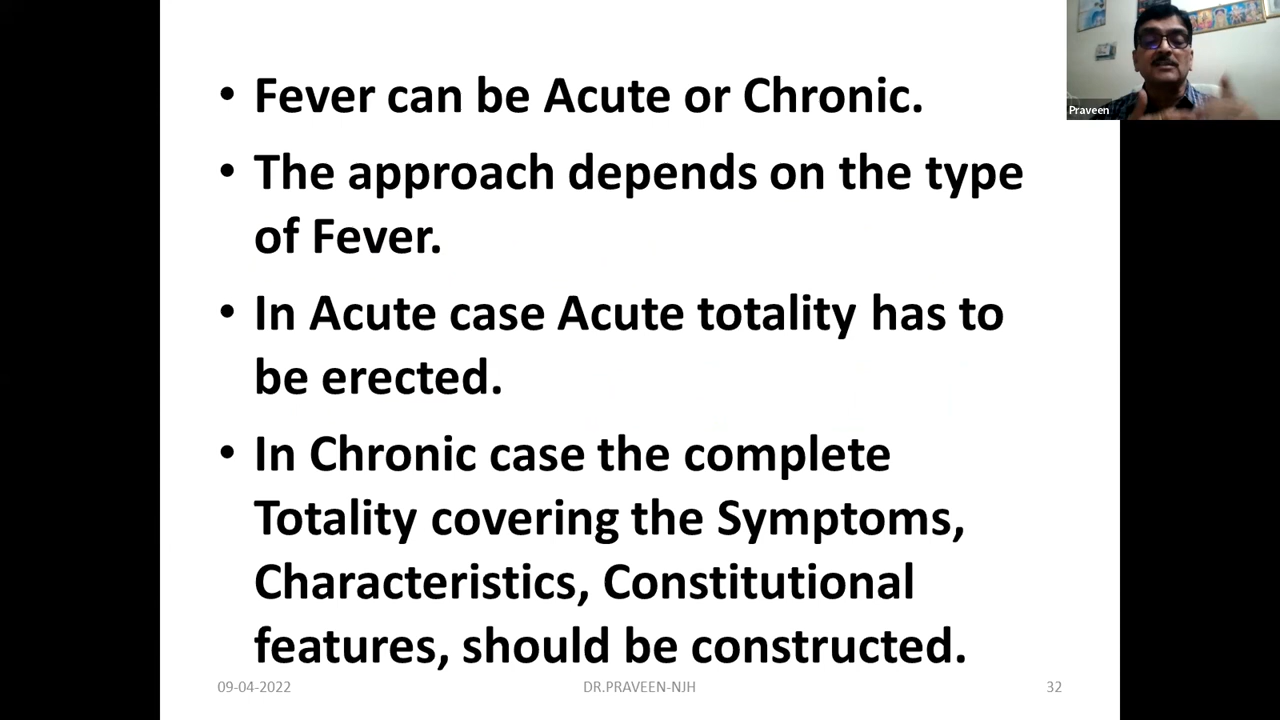 Praveen
• Fever can be Acute or Chronic.
• The approach depends on the type
of Fever.
• In Acute case Acute totality has to
be erected.
• In Chronic case the complete
Totality covering the Symptoms,
Characteristics, Constitutional
features, should be constructed.
09-04-2022 DR.PRAVEEN-NJH 32